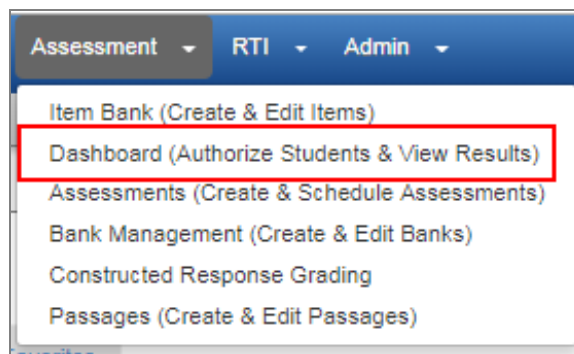 Assessment RTI Admin
Item Bank (Create & Edit Items)
Dashboard (Authorize Students & View Results)
Assessments (Create & Schedule Assessments)
Bank Management (Create & Edit Banks)
Constructed Response Grading
Passages (Create & Edit Passages)